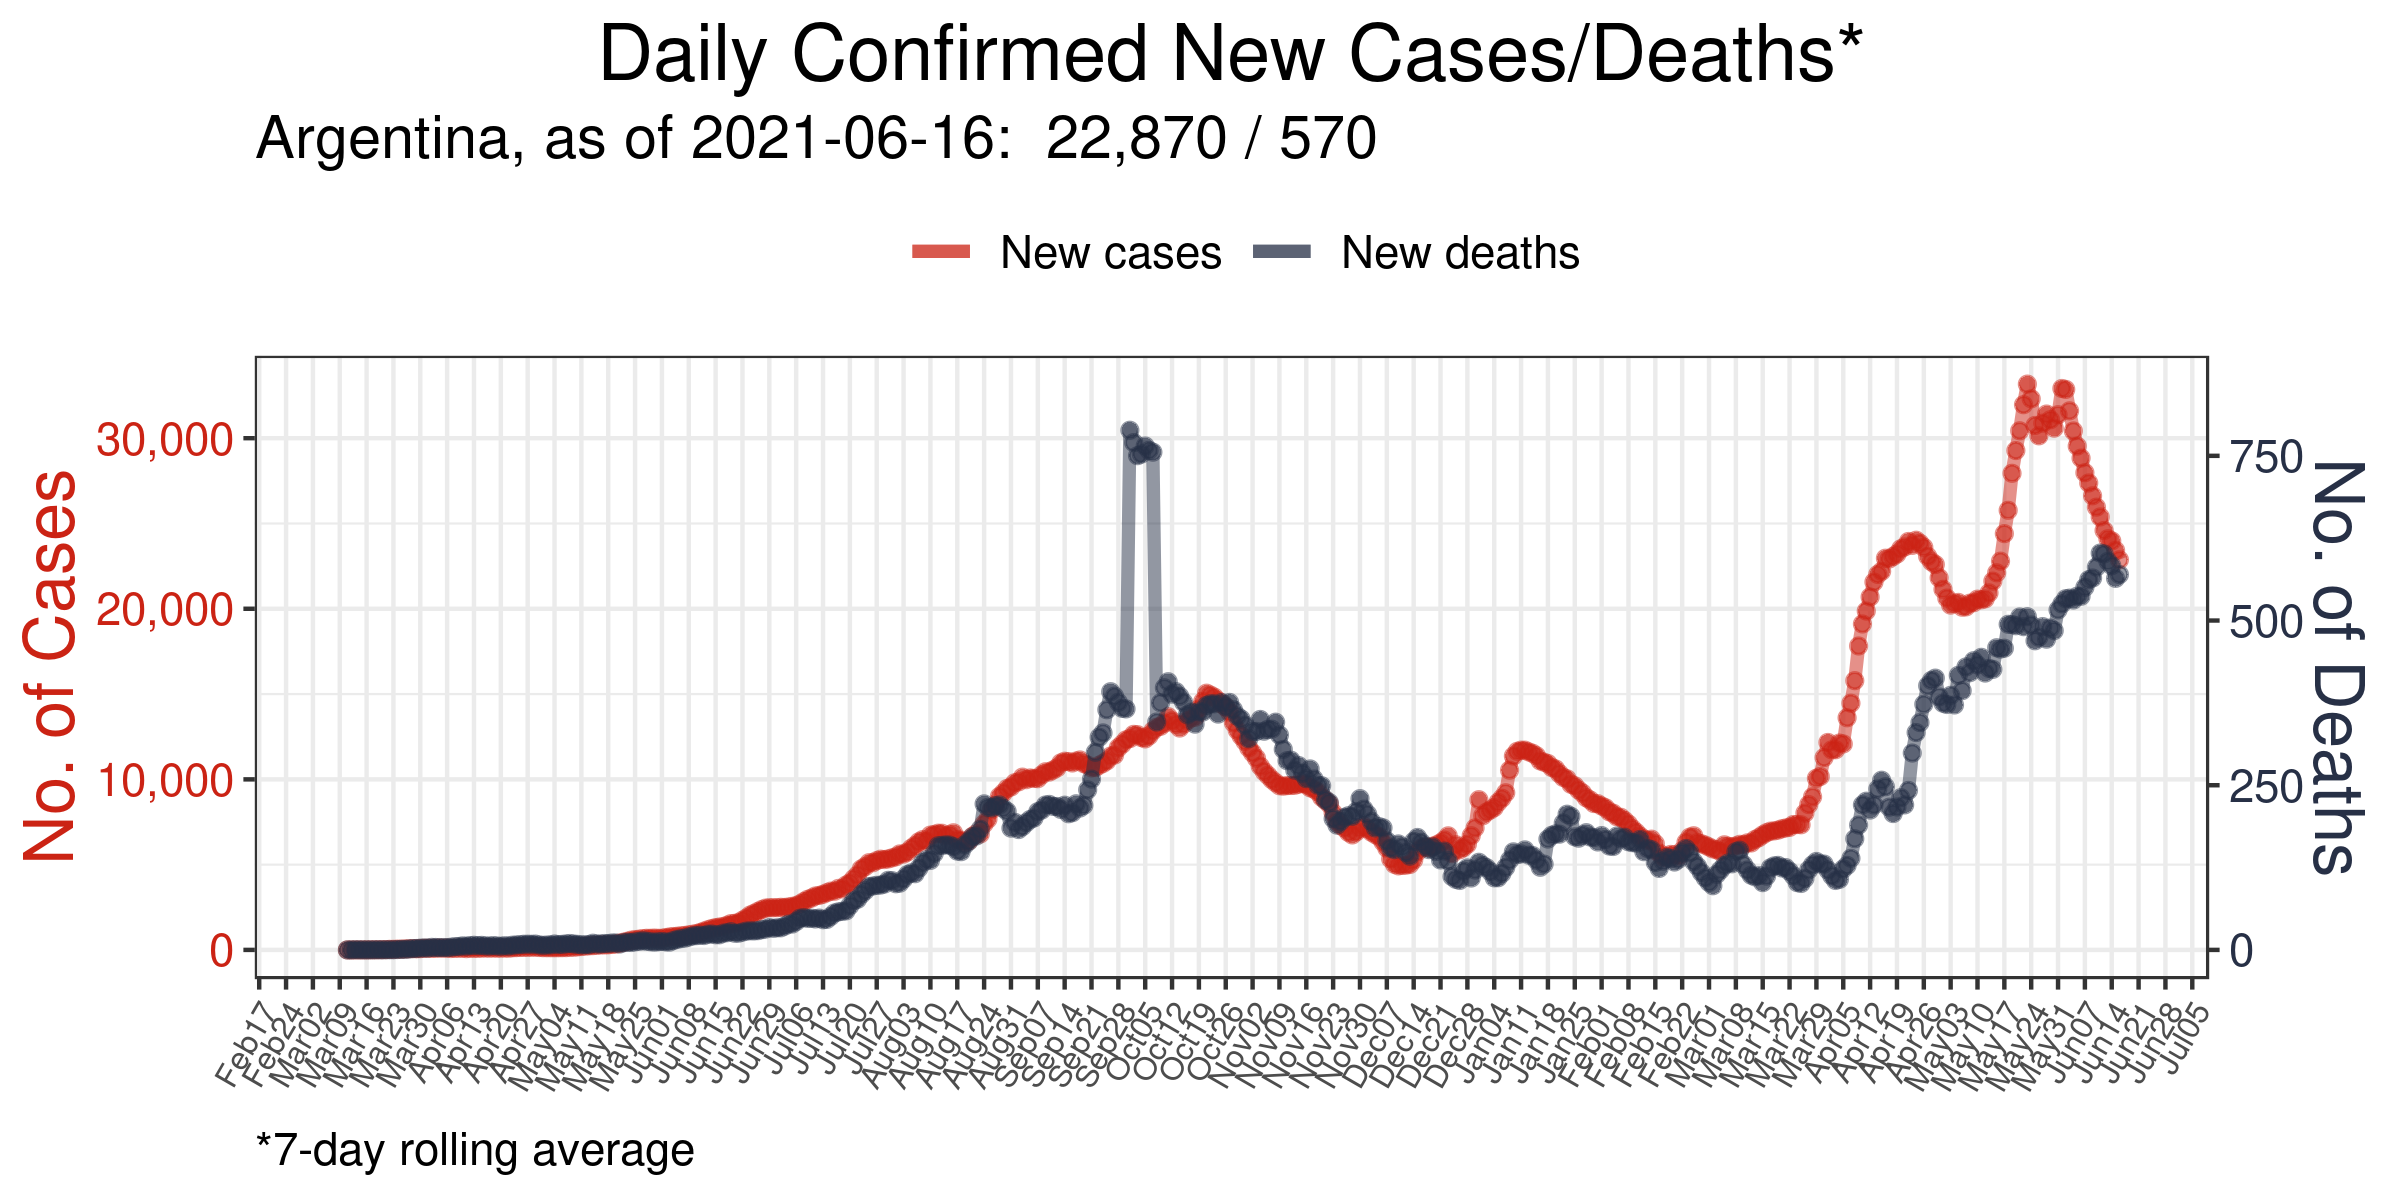 Daily Confirmed New Cases/Deaths*
Argentina, as of 2021-06-16:  22,870 / 570
New cases
New deaths
No. of Cases
30,000
20,000
10,000
0
750
500
250
0
No. of Deaths
Feb17
Feb24
Mar02
Mar09
Mar16
Mar23
Mar30
Apr06
Apr13
Apr20
Apr27
May04
May11
May18
May25
Jun01
Jun08
Jun15
Jun22
Jun29
Jul06
Jul13
Jul20
Jul27
Aug03
Aug10
Aug17
Aug24
Aug31
Sep07
Sep14
Sep21
Sep28
Oct05
Oct12
Oct19
Oct26
Nov02
Nov09
Nov16
Nov23
Nov30
Dec07
Dec14
Dec21
Dec28
Jan04
Jan11
Jan18
Jan25
Feb01
Feb08
Feb15
Feb22
Mar01
Mar08
Mar15
Mar22
Mar29
Apr05
Apr12
Apr19
Apr26
May03
May10
May17
May24
May31
Jun07
Jun14
Jun21
Jun28
Jul05
*7-day rolling average